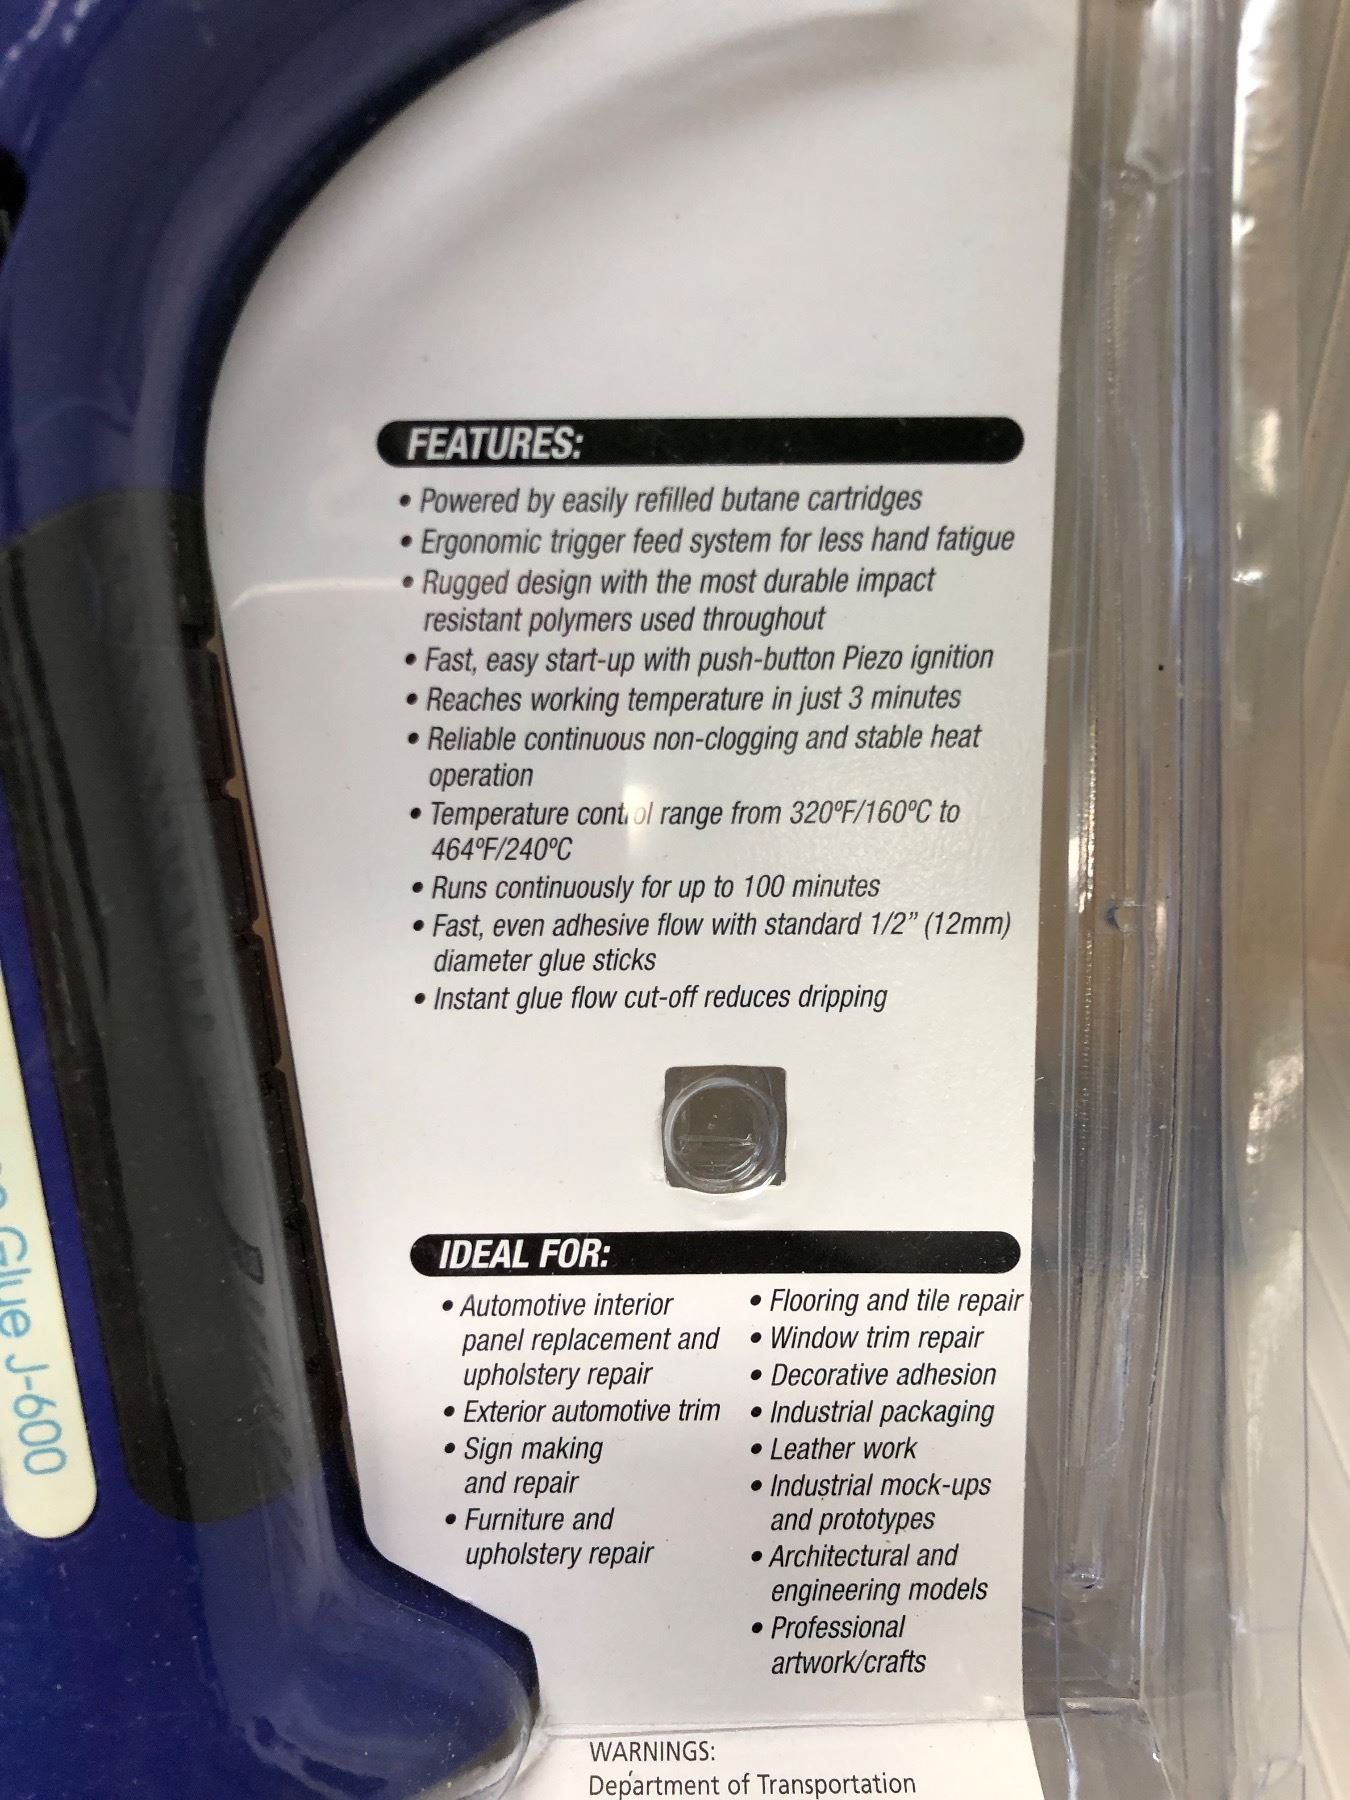 FEATURES:
• Powered by easily refilled butane cartridges
• Ergonomic trigger feed system for less hand fatigue
• Rugged design with the most durable impact
resistant polymers used throughout
• Fast, easy start-up with push-button Piezo ignition
• Reaches working temperature in just 3 minutes
• Reliable continuous non-clogging and stable heat
operation
• Temperature control range from 320ºF/160ºC to
464ºF/240ºC
• Runs continuously for up to 100 minutes
• Fast, even adhesive flow with standard 1/2” (12mm)
diameter glue sticks
• Instant glue flow cut-off reduces dripping
IDEAL FOR:
• Automotive interior
panel replacement and
upholstery repair
• Exterior automotive trim
• Sign making
and repair
• Furniture and
upholstery repair
• Flooring and tile repair
• Window trim repair
• Decorative adhesion
• Industrial packaging
• Leather work
• Industrial mock-ups
and prototypes
• Architectural and
engineering models
• Professional
artwork/crafts
WARNINGS:
Department of Transportation
Glue J-600